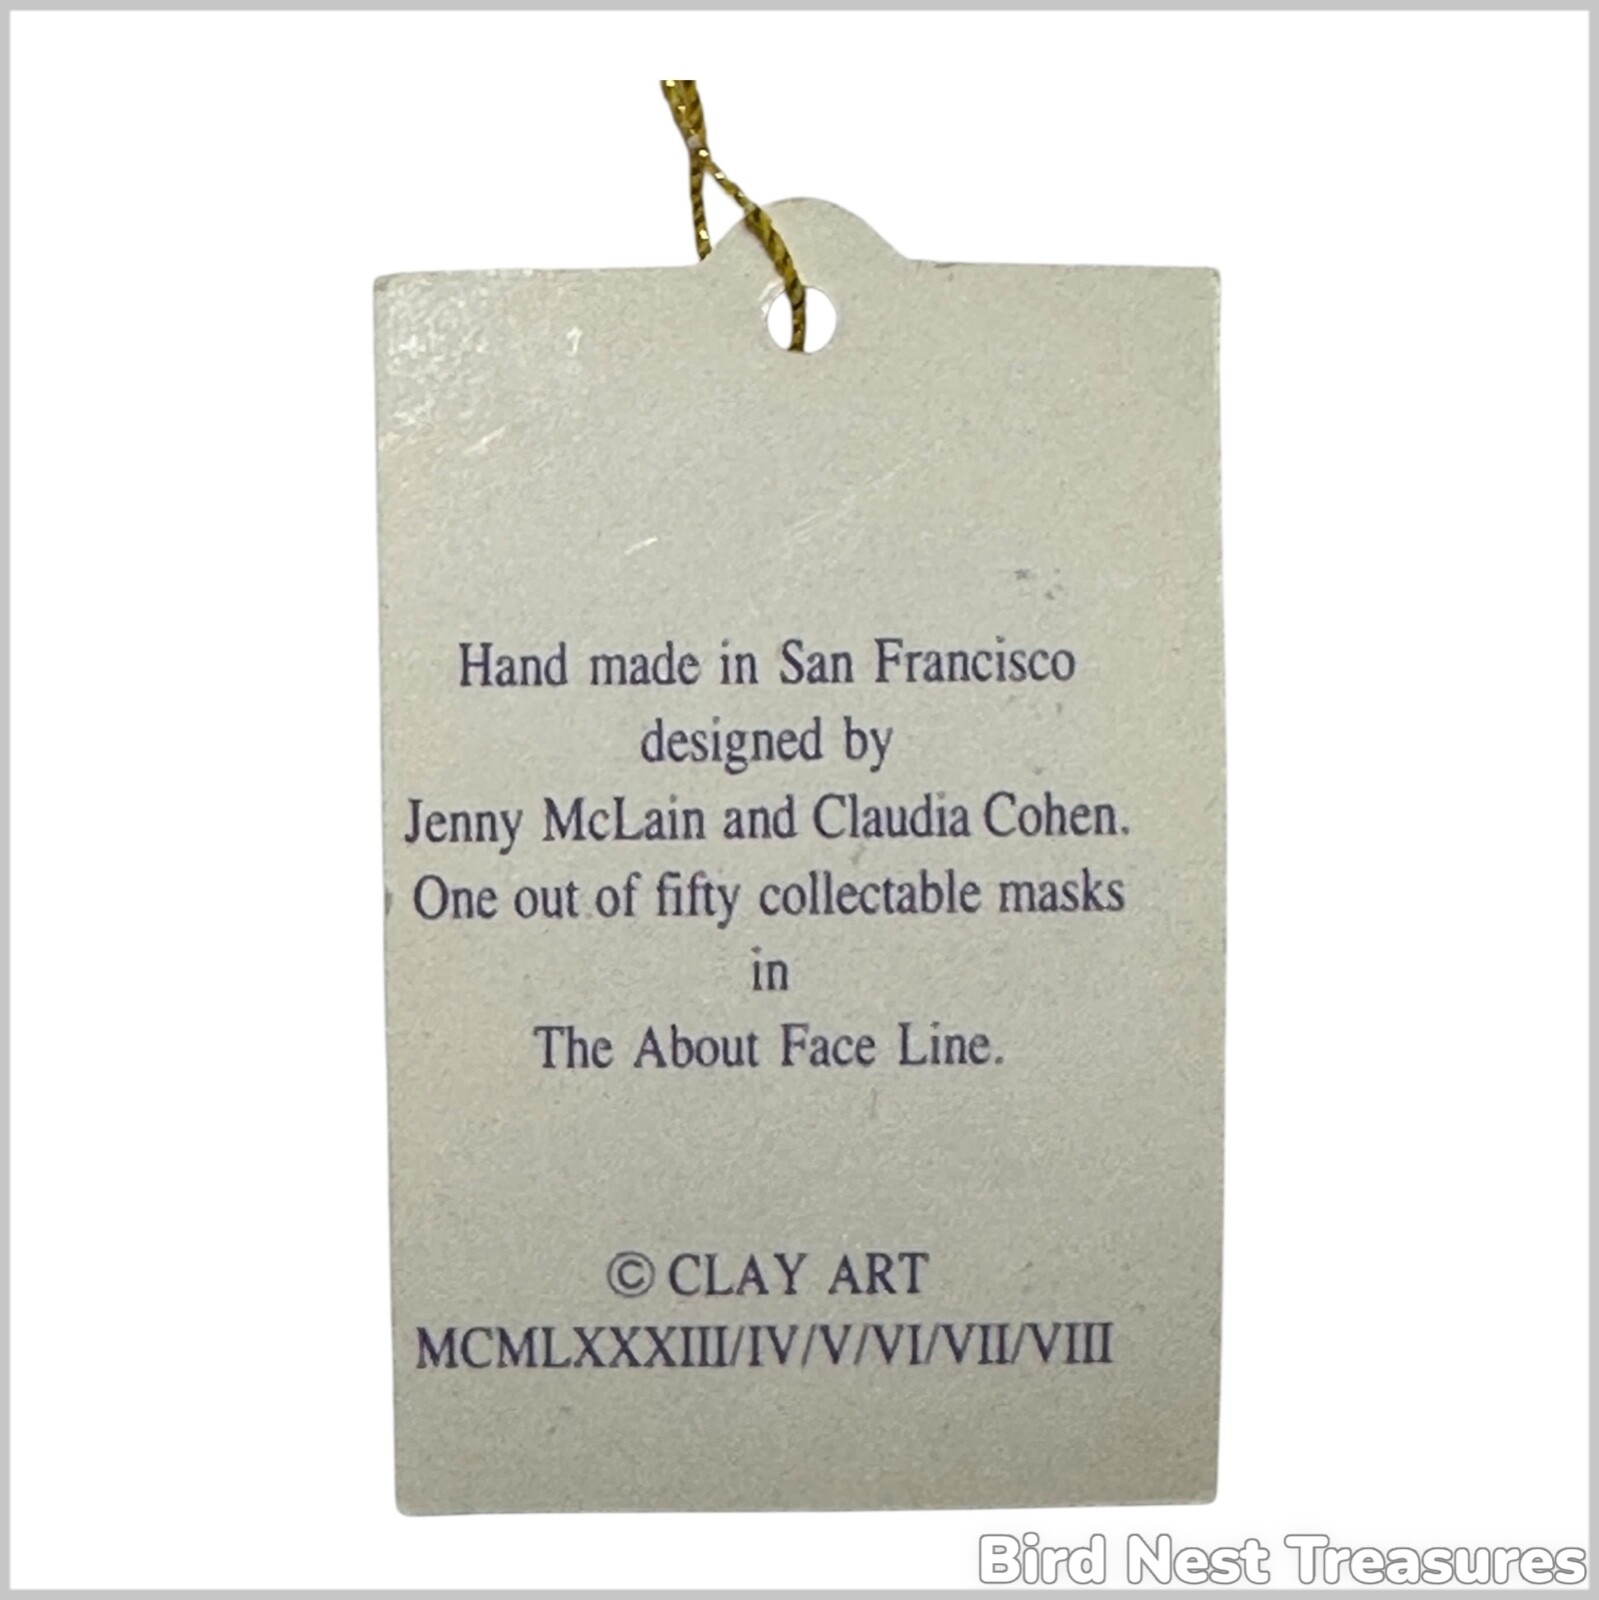 Hand made in San Francisco
designed by
Jenny McLain and Claudia Cohen.
One out of fifty collectable masks
in
The About Face Line.
© CLAY ART
MCMLXXXIII/IV/V/VI/VII/VIII
Bird Nest Treasures